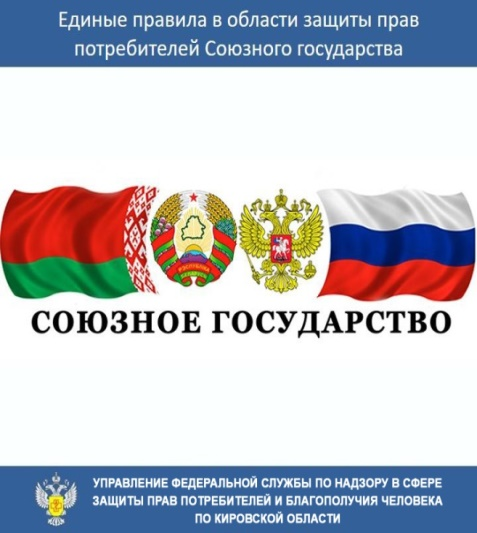 Единые правила в области защиты прав
потребителей Союзного государства
РЕСПУБЛИКА
СОЮЗНОЕ ГОСУДАРСТВО
УПРАВЛЕНИЕ ФЕДЕРАЛЬНОЙ СЛУЖБЫ ПО НАДЗОРУ В СФЕРЕ
ЗАЩИТЫ ПРАВ ПОТРЕБИТЕЛЕЙ И БЛАГОПОЛУЧИЯ ЧЕЛОВЕКА
ПО КИРОВСКОЙ ОБЛАСТИ